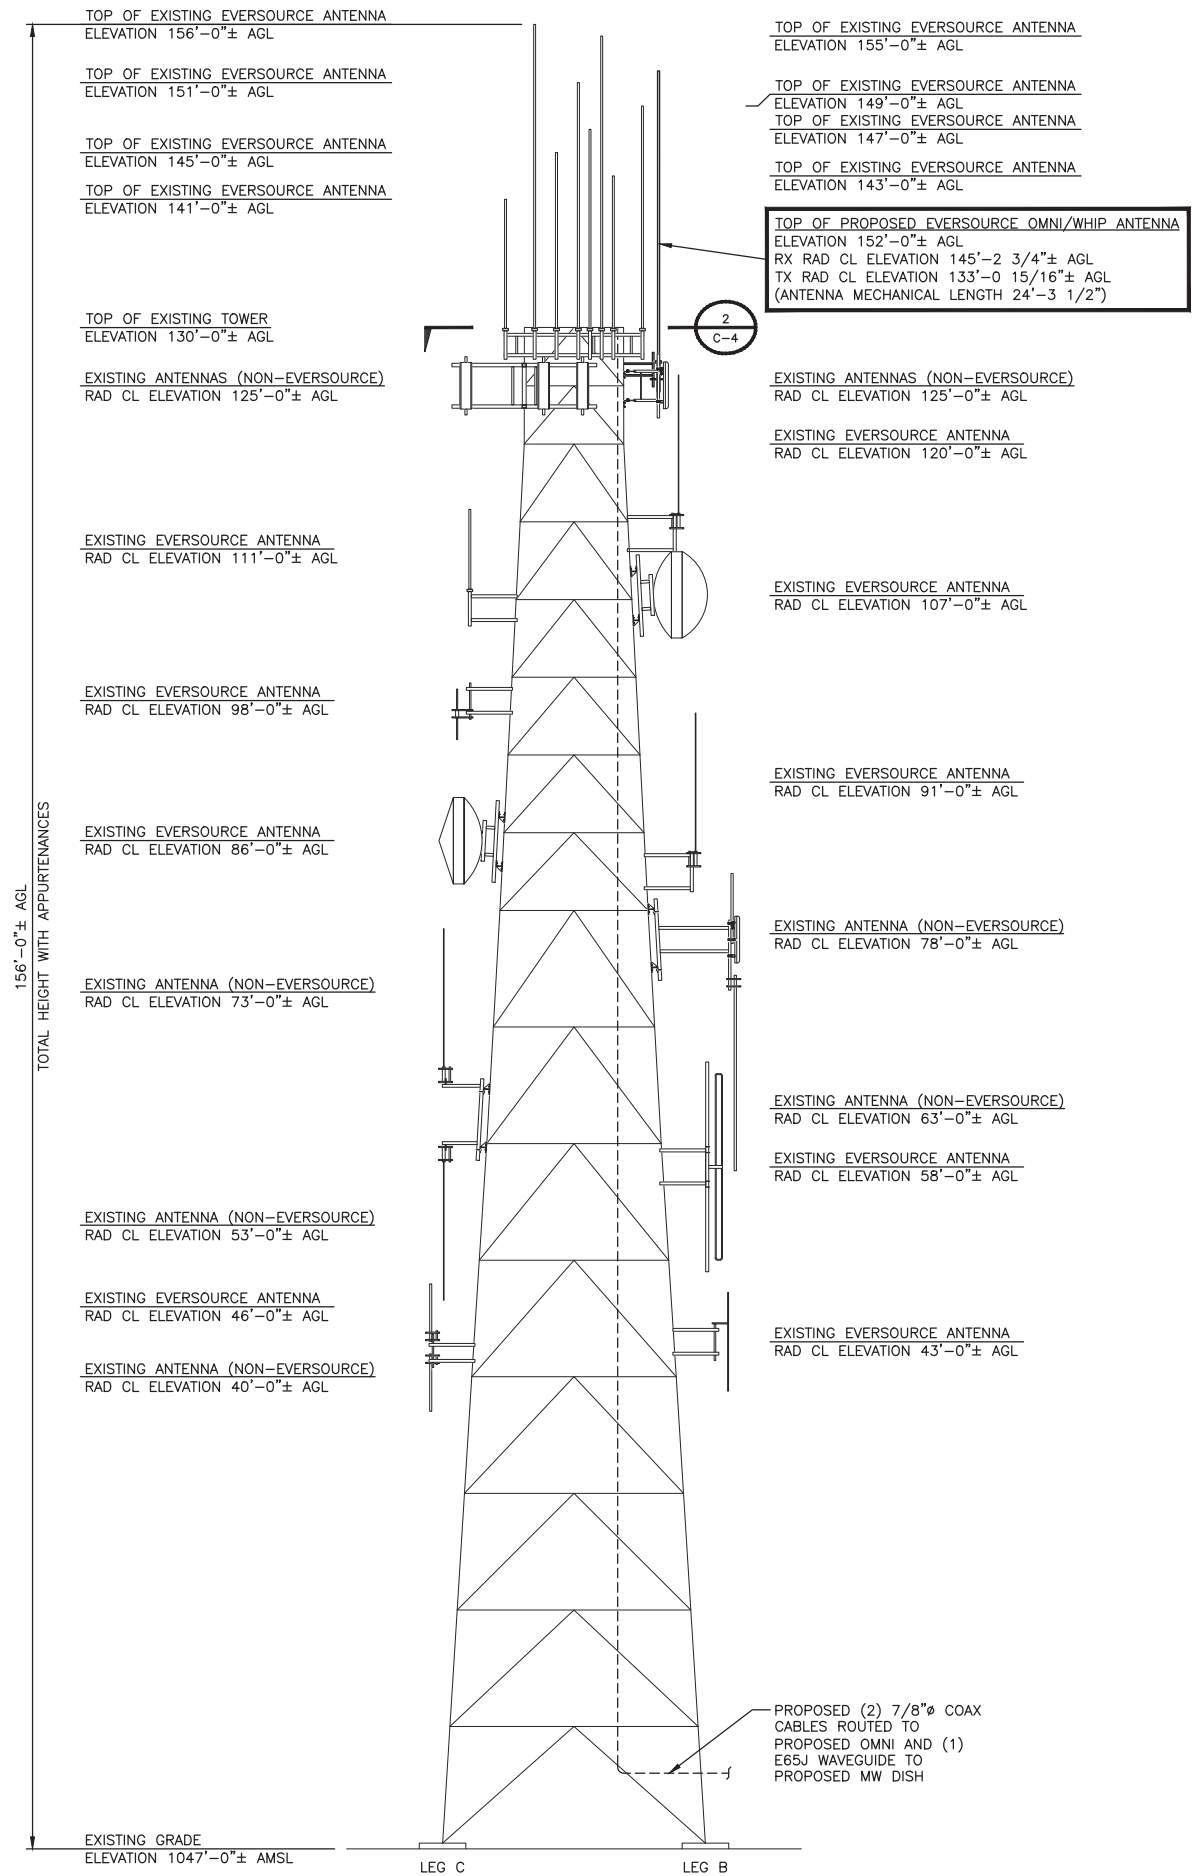 TOP OF EXISTING EVERSOURCE ANTENNA
ELEVATION 156'-0"± AGL
TOP OF EXISTING EVERSOURCE ANTENNA
ELEVATION 151'-0"± AGL
TOP OF EXISTING EVERSOURCE ANTENNA
ELEVATION 145'-0"± AGL
TOP OF EXISTING EVERSOURCE ANTENNA
ELEVATION 141'-0"± AGL
TOP OF EXISTING TOWER
ELEVATION 130'-0"± AGL
EXISTING ANTENNAS (NON-EVERSOURCE)
RAD CL ELEVATION 125'-0"± AGL
EXISTING EVERSOURCE ANTENNA
RAD CL ELEVATION 111'-0"± AGL
EXISTING EVERSOURCE ANTENNA
RAD CL ELEVATION 98'-0"± AGL
EXISTING EVERSOURCE ANTENNA
RAD CL ELEVATION 86'-0"± AGL
EXISTING ANTENNA (NON-EVERSOURCE)
RAD CL ELEVATION 73'-0"± AGL
EXISTING ANTENNA (NON-EVERSOURCE)
RAD CL ELEVATION 53'-0"± AGL
EXISTING EVERSOURCE ANTENNA
RAD CL ELEVATION 46'-0"± AGL
EXISTING ANTENNA (NON-EVERSOURCE)
RAD CL ELEVATION 40'-0"± AGL
EXISTING GRADE
ELEVATION 1047'-0"± AMSL
156'-0"± AGL
TOTAL HEIGHT WITH APPURTENANCES
TOP OF EXISTING EVERSOURCE ANTENNA
ELEVATION 155'-0"± AGL
TOP OF EXISTING EVERSOURCE ANTENNA
ELEVATION 149'-0"± AGL
TOP OF EXISTING EVERSOURCE ANTENNA
ELEVATION 147'-0"± AGL
TOP OF EXISTING EVERSOURCE ANTENNA
ELEVATION 143'-0"± AGL
TOP OF PROPOSED EVERSOURCE OMNI/WHIP ANTENNA
ELEVATION 152'-0"± AGL
RX RAD CL ELEVATION 145'-2 3/4"± AGL
TX RAD CL ELEVATION 133'-0 15/16"± AGL
(ANTENNA MECHANICAL LENGTH 24'-3 1/2")
2
C-4
EXISTING ANTENNAS (NON-EVERSOURCE)
RAD CL ELEVATION 125'-0"± AGL
EXISTING EVERSOURCE ANTENNA
RAD CL ELEVATION 120'-0"± AGL
EXISTING EVERSOURCE ANTENNA
RAD CL ELEVATION 107'-0"± AGL
EXISTING EVERSOURCE ANTENNA
RAD CL ELEVATION 91'-0"± AGL
EXISTING ANTENNA (NON-EVERSOURCE)
RAD CL ELEVATION 78'-0"± AGL
EXISTING ANTENNA (NON-EVERSOURCE)
RAD CL ELEVATION 63'-0"± AGL
EXISTING EVERSOURCE ANTENNA
RAD CL ELEVATION 58'-0"± AGL
EXISTING EVERSOURCE ANTENNA
RAD CL ELEVATION 43'-0"± AGL
PROPOSED (2) 7/8"ø COAX
CABLES ROUTED TO
PROPOSED OMNI AND (1)
E65J WAVEGUIDE TO
PROPOSED MW DISH
LEG C
LEG B